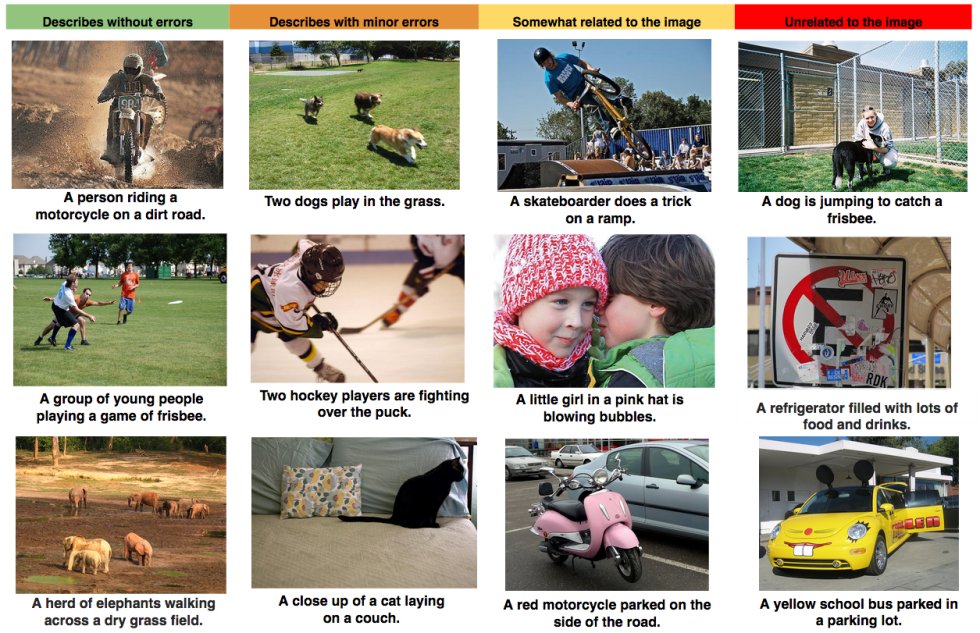 Describes without errors
Describes with minor errors
Somewhat related to the image
Unrelated to the image
A person riding a
motorcycle on a dirt road.
Two dogs play in the grass.
A skateboarder does a trick
on a ramp.
A dog is jumping to catch a
frisbee.
A group of young people
playing a game of frisbee.
Two hockey players are fighting
over the puck.
A little girl in a pink hat is
blowing bubbles.
RDK
A refrigerator filled with lots of
food and drinks.
A herd of elephants walking
across a dry grass field.
A close up of a cat laying
on a couch.
A red motorcycle parked on the
side of the road.
A yellow school bus parked in
a parking lot.